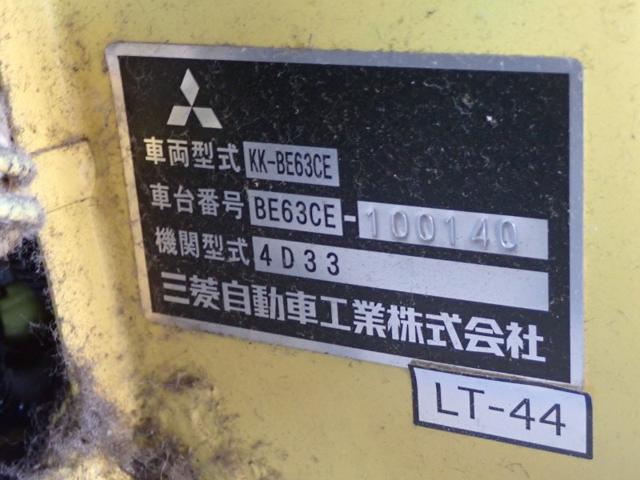 車両型式 KK-BE63CE
車台番号 BE63CE-100140
機関型式 4D33
三菱自動車工業株式会社
LT-44